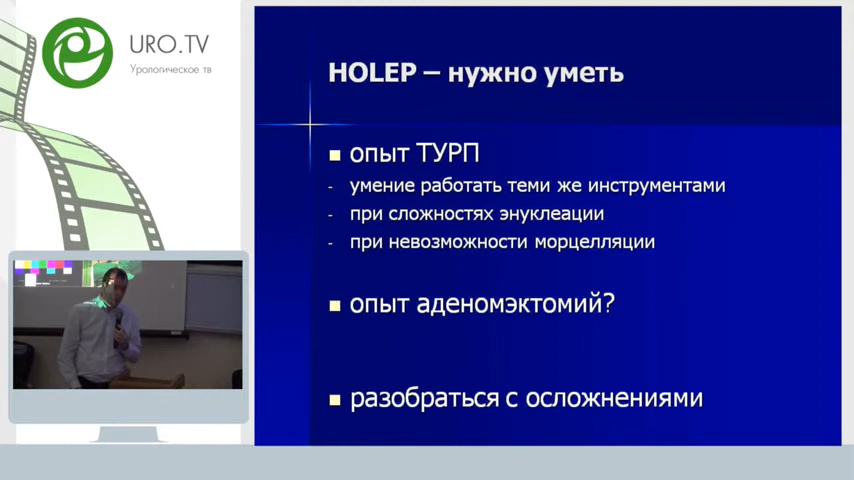 URO.TV
Урологическое тв
HOLEP – нужно уметь
опыт ТУРП
- умение работать теми же инструментами
- при сложностях энуклеации
- при невозможности морцелляции
опыт аденомэктомий?
разобраться с осложнениями